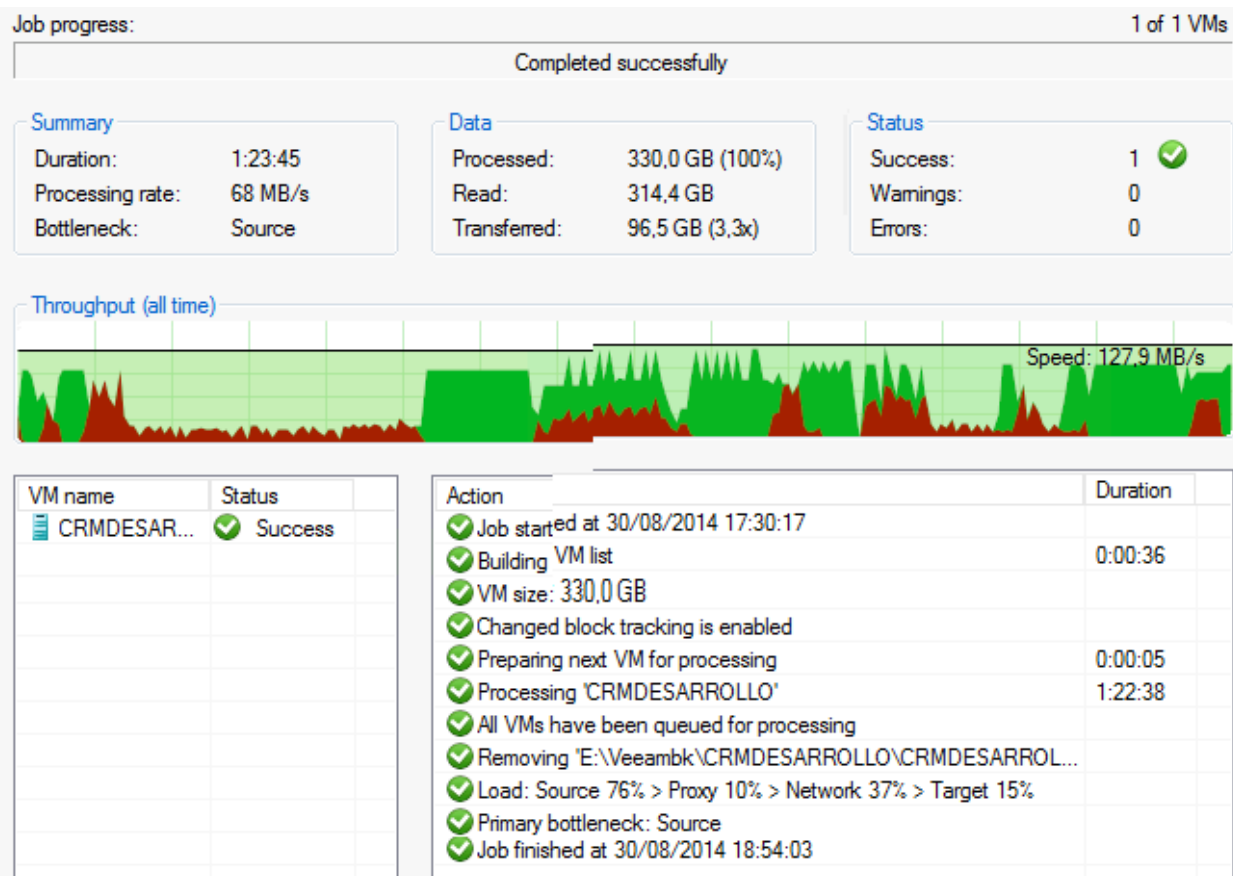 Job progress: 1 of 1 VMs
Completed successfully
Summary
Duration: 1:23:45
Processing rate: 68 MB/s
Bottleneck: Source
Data
Processed: 330,0 GB (100%)
Read: 314,4 GB
Transferred: 96,5 GB (3,3x)
Status
Success: 1
Warnings: 0
Errors: 0
Throughput (all time)
Speed: 127,9 MB/s
VM name Status
CRMDESAR... Success
Action Duration
Job started at 30/08/2014 17:30:17
Building VM list 0:00:36
VM size: 330,0 GB
Changed block tracking is enabled
Preparing next VM for processing 0:00:05
Processing 'CRMDESARROLLO' 1:22:38
All VMs have been queued for processing
Removing 'E:\Veeambk\CRMDESARROLLO\CRMDESARROL...
Load: Source 76% > Proxy 10% > Network 37% > Target 15%
Primary bottleneck: Source
Job finished at 30/08/2014 18:54:03